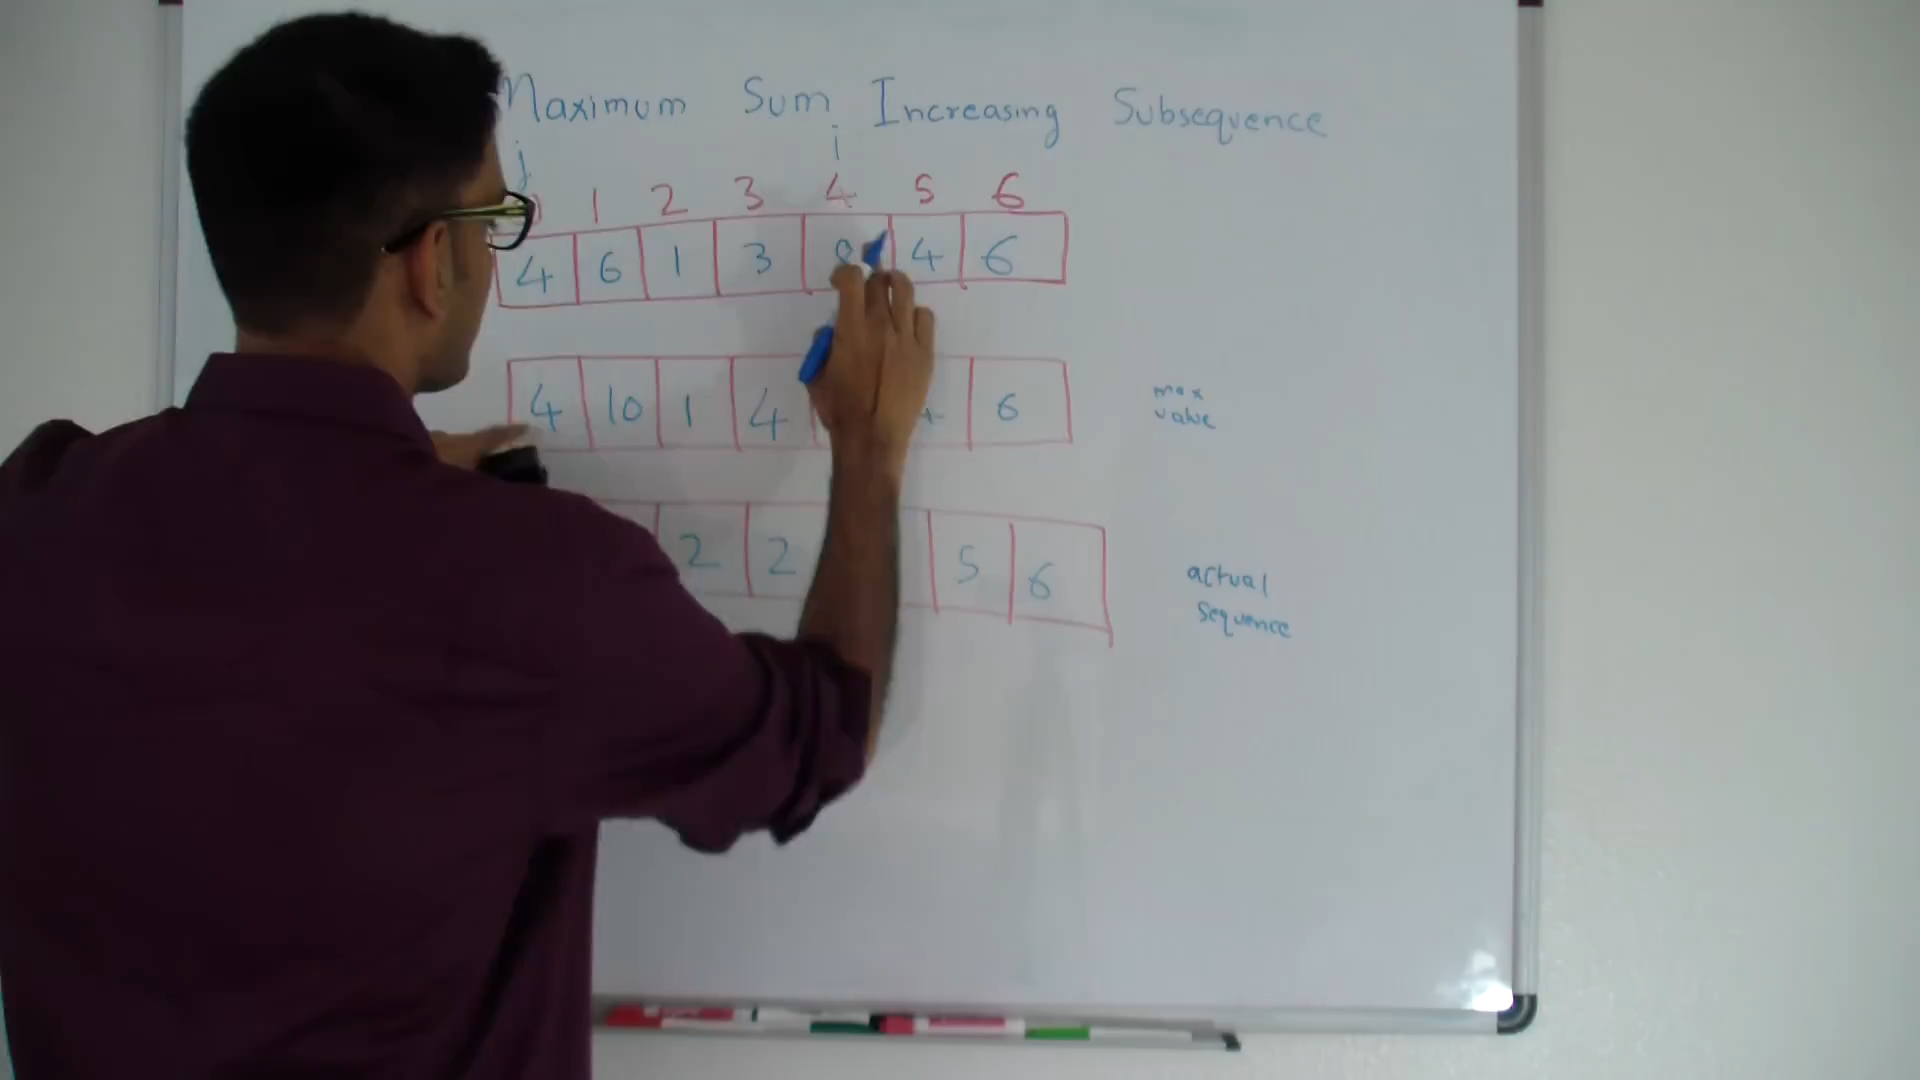 Maximum Sum Increasing Subsequence
j i
1 2 3 4 5 6
4 6 1 3 8 4 6
4 10 1 4 4 6
max
value
2 2 5 6
actual
sequence